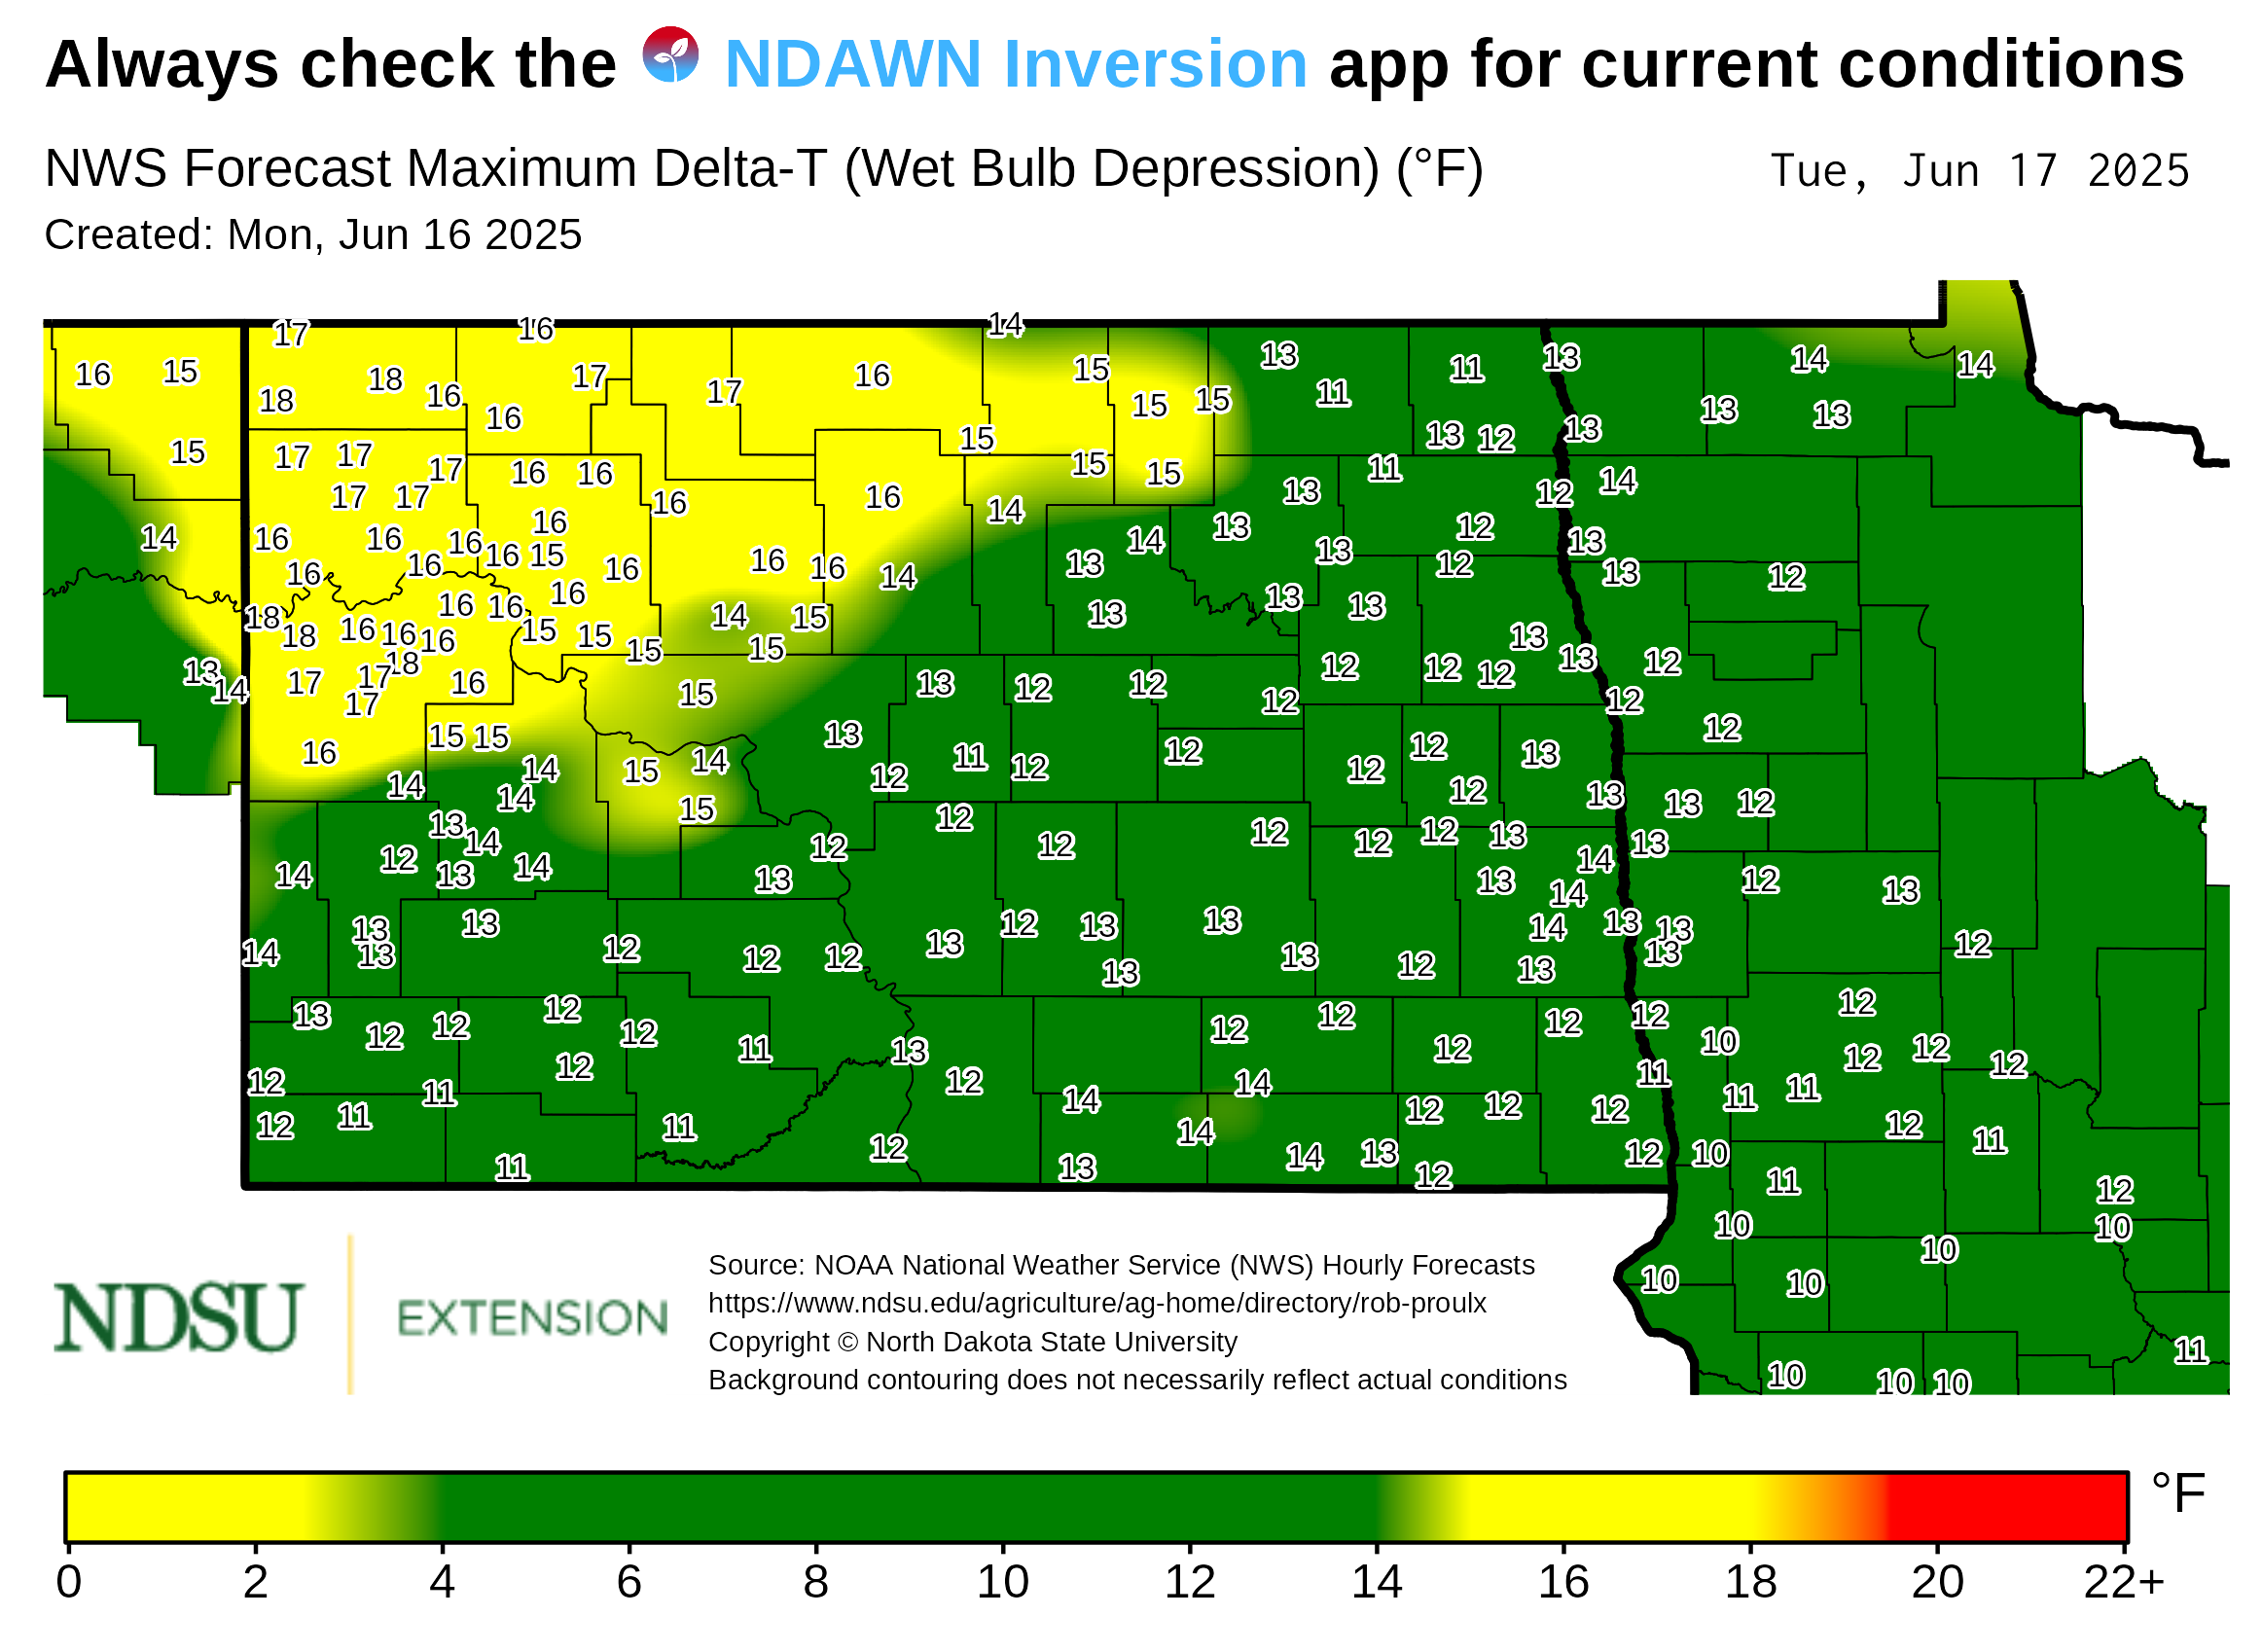 Always check the NDAWN Inversion app for current conditions
NWS Forecast Maximum Delta-T (Wet Bulb Depression) (°F) Tue, Jun 17 2025
Created: Mon, Jun 16 2025
17 16 14
16 15 18 17 16 15 13 11 13 14 14
18 16 17 15 15 11
16 15 13 13 13
15 15 13 12 13
17 17 17 16 16 15 15 11
17 17 16 16 14 13 12 14
14 16 16 16 16 16 15 14 13 12 13
16 16 16 16 16 14 13 13 12 13 12
18 16 16 16 14 15 13 13 13
18 16 16 16 15 15 15 15 13 13
13 14 17 17 18 16 15 13 12 12 12 12 12 12 12
17 12 12
16 15 15 13 12 12 13 12
14 14 14 15 14 12 11 12 12 12 13 13 12
13 14 15 12 12 12 12 13 13
14 12 13 14 13 12 12 13 14 12 13
13 13 13 12 12 13 13 14 13 13
14 13 12 12 13 13 13 12 13 14 13 12
13 12 12 12 12 11 13 12 12 12 12 12 12
12 12 12 14 11 10 12 12 12
12 11 11 11 14 14 12 12 12 11 11 12
11 12 13 14 13 12 12 10 11
11 12
10 10
10 10 10
NDSU EXTENSION
Source: NOAA National Weather Service (NWS) Hourly Forecasts
https://www.ndsu.edu/agriculture/ag-home/directory/rob-proulx
Copyright © North Dakota State University
Background contouring does not necessarily reflect actual conditions
11
10 10 10
°F
0 2 4 6 8 10 12 14 16 18 20 22+